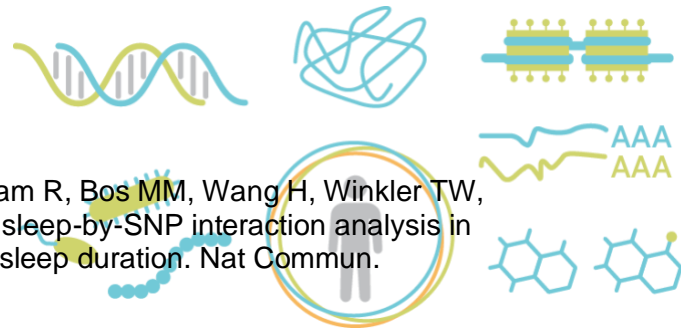 AAA
AAA
am R, Bos MM, Wang H, Winkler TW,
sleep-by-SNP interaction analysis in
sleep duration. Nat Commun.